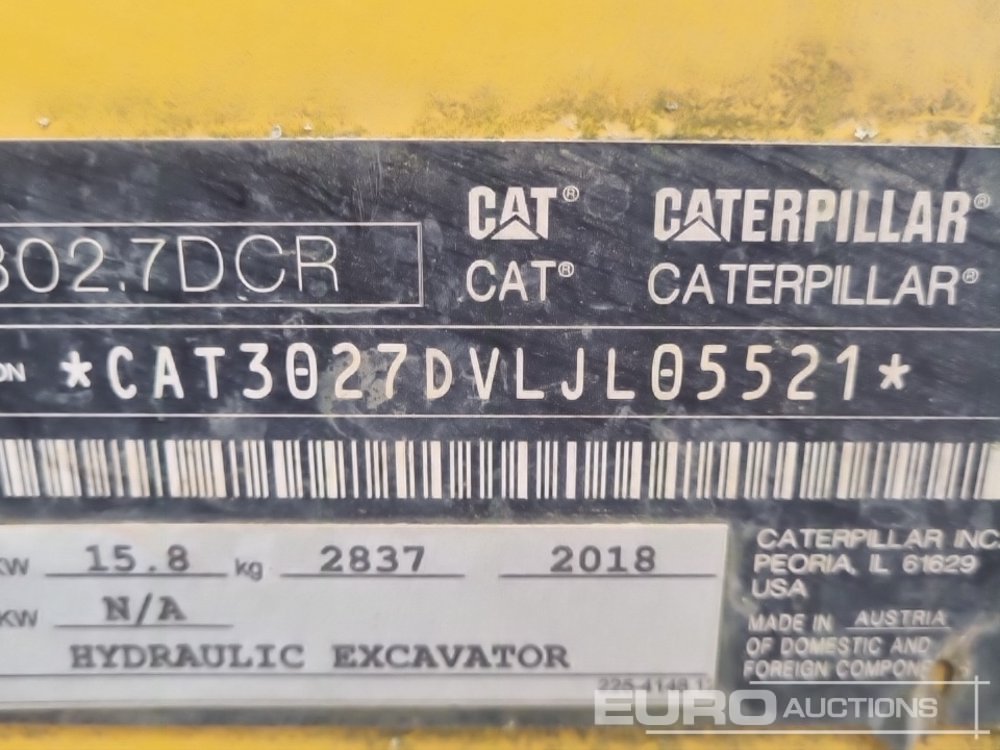 302.7DCR
CAT® CATERPILLAR®
CAT® CATERPILLAR®
*CAT3027DVLJL05521*
KW 15.8 kg 2837 2018
KW N/A
HYDRAULIC EXCAVATOR
CATERPILLAR INC.
PEORIA, IL 61629
USA
MADE IN AUSTRIA
OF DOMESTIC AND
FOREIGN
EURO AUCTIONS